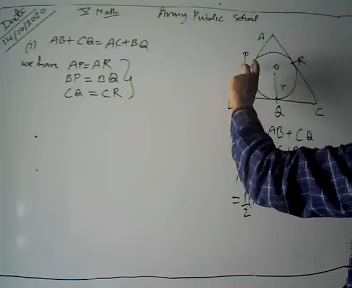 Date 14/10/2020
X Math
Army Public School
(i) AB+CQ = AC+BQ
we have AP = AR
BP = BQ
CQ = CR
A
P
R
O
r
Q
C
AB + CQ
= 1/2